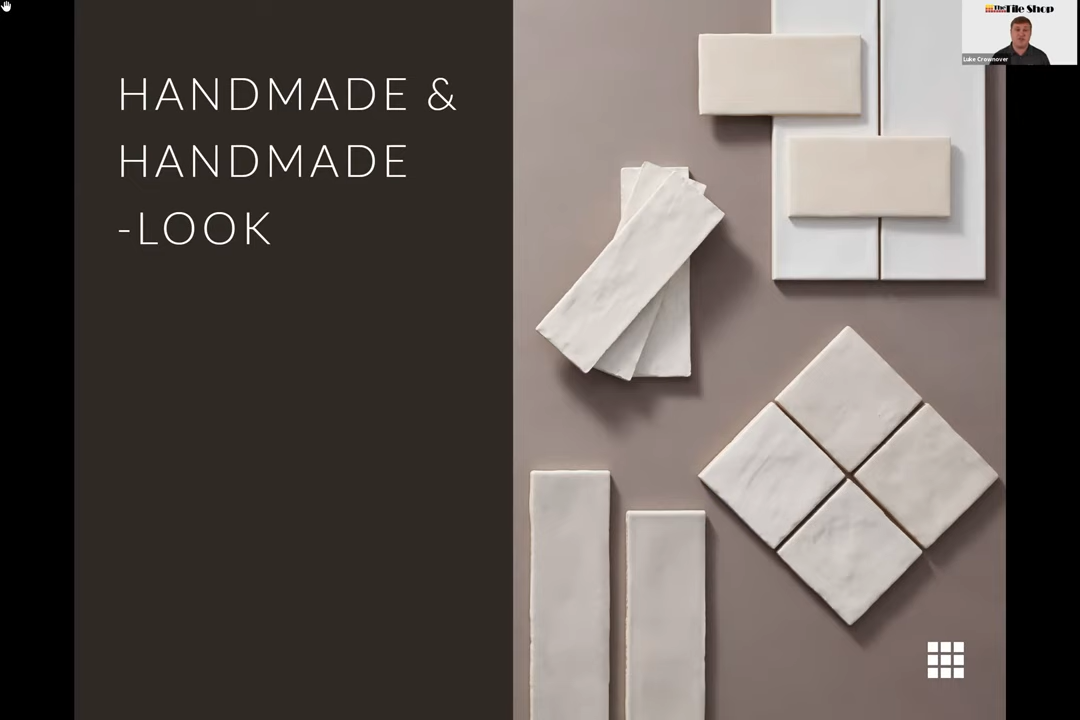 HANDMADE &
HANDMADE
-LOOK
The Tile Shop
Luke Crownover